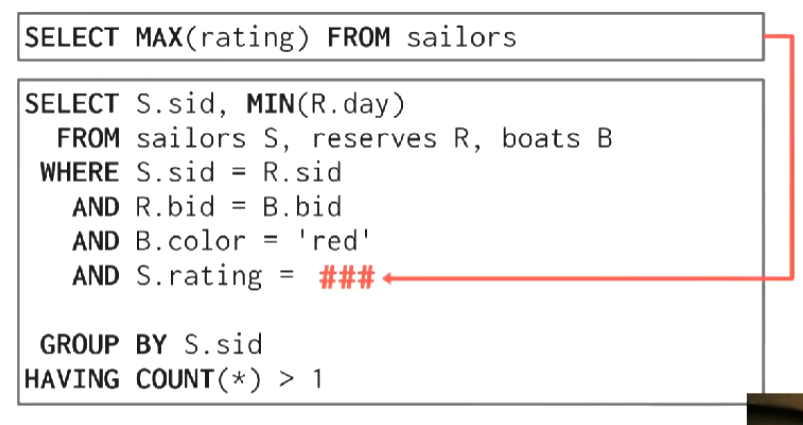 SELECT MAX(rating) FROM sailors
SELECT S.sid, MIN(R.day)
FROM sailors S, reserves R, boats B
WHERE S.sid = R.sid
AND R.bid = B.bid
AND B.color = 'red'
AND S.rating = ###
GROUP BY S.sid
HAVING COUNT(*) > 1